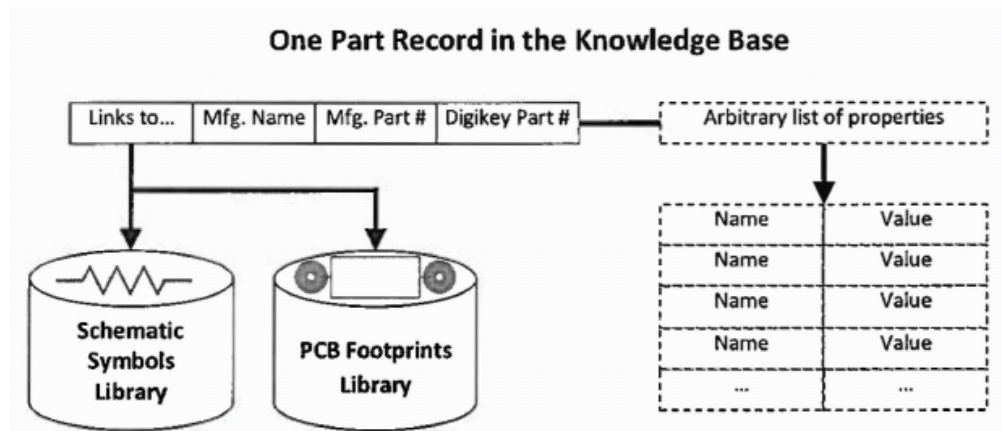 One Part Record in the Knowledge Base
Links to... Mfg. Name Mfg. Part # Digikey Part # Arbitrary list of properties
Name Value
Name Value
Name Value
Name Value
... ...
Schematic
Symbols
Library
PCB Footprints
Library